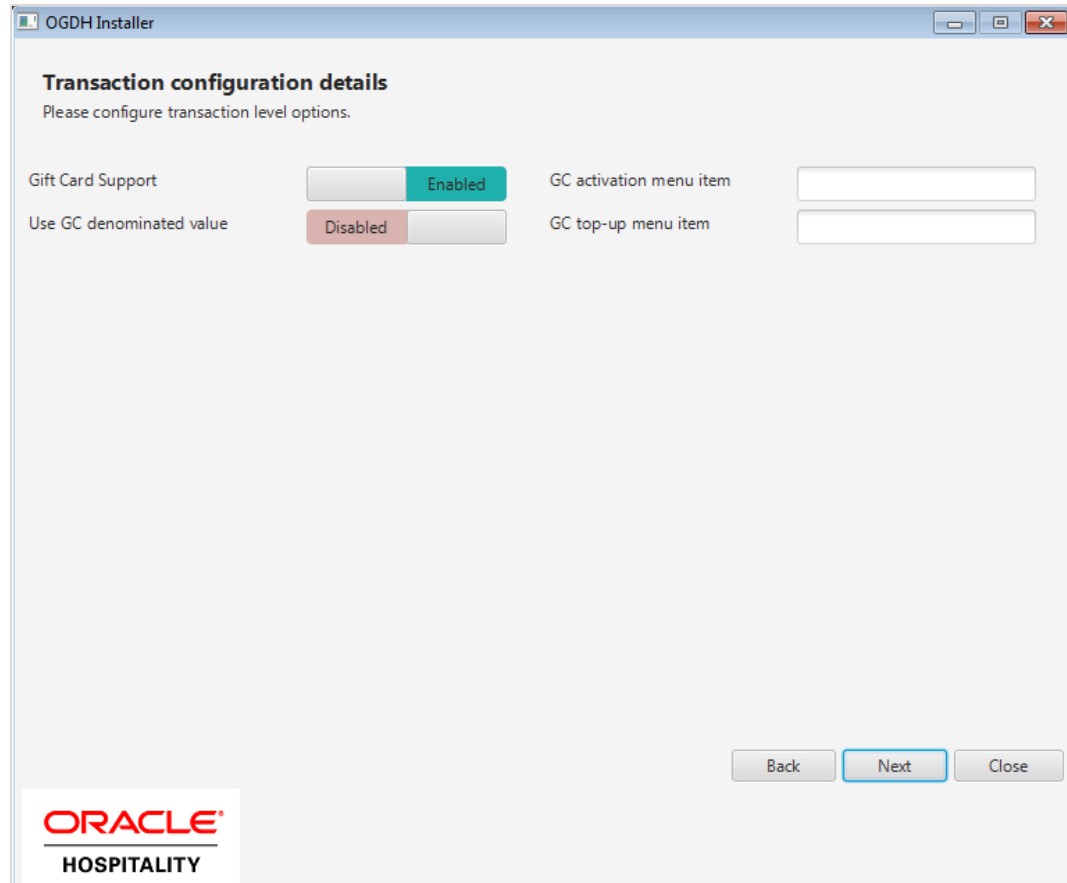 OGDH Installer
Transaction configuration details
Please configure transaction level options.
Gift Card Support Enabled GC activation menu item
Use GC denominated value Disabled GC top-up menu item
Back Next Close
ORACLE®
HOSPITALITY